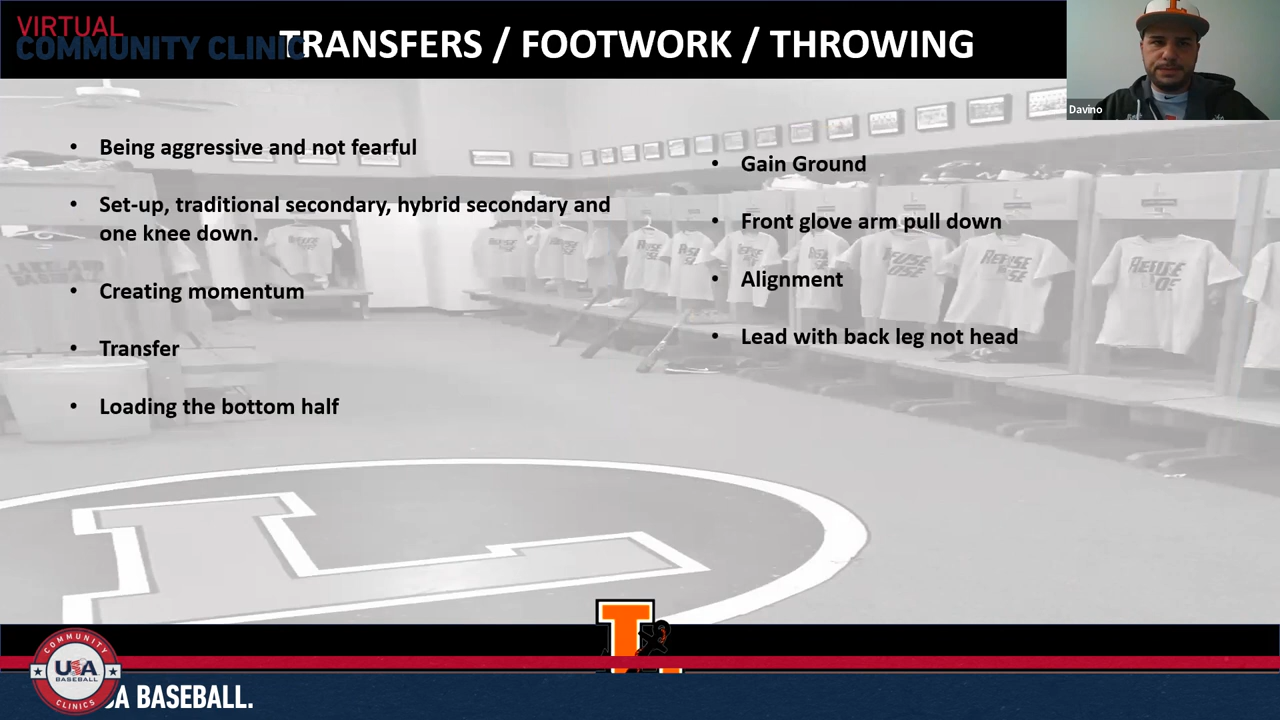 VIRTUAL
COMMUNITY CLINIC
TRANSFERS / FOOTWORK / THROWING
Davino
• Being aggressive and not fearful
• Set-up, traditional secondary, hybrid secondary and
one knee down.
• Creating momentum
• Transfer
• Loading the bottom half
• Gain Ground
• Front glove arm pull down
• Alignment
• Lead with back leg not head
L
COMMUNITY
USA
BASEBALL
CLINICS
A BASEBALL.